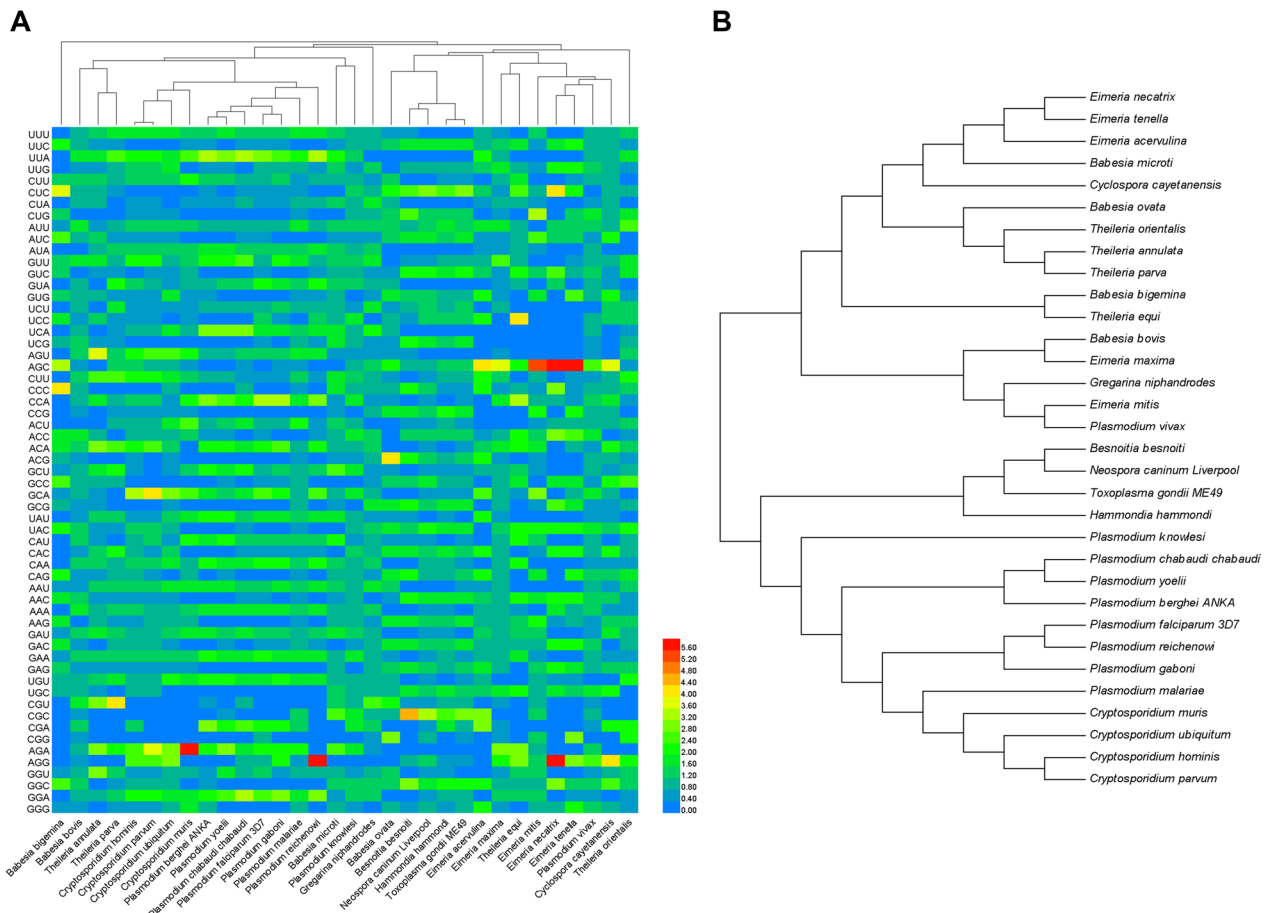 A
B
UUU
UUC
UUA
UUG
CUU
CUC
CUA
CUG
AUU
AUC
AUA
GUU
GUC
GUA
GUG
UCU
UCC
UCA
UCG
AGU
AGC
CUU
CCC
CCA
CCG
ACU
ACC
ACA
ACG
GCU
GCC
GCA
GCG
UAU
UAC
CAU
CAC
CAA
CAG
AAU
AAC
AAA
AAG
GAU
GAC
GAA
GAG
UGU
UGC
CGU
CGC
CGA
CGG
AGA
AGG
GGU
GGC
GGA
GGG
Babesia bigemina
Babesia bovis
Theileria annulata
Theileria parva
Cryptosporidium hominis
Cryptosporidium parvum
Cryptosporidium ubiquitum
Cryptosporidium muris
Plasmodium berghei ANKA
Plasmodium yoelii
Plasmodium chabaudi chabaudi
Plasmodium falciparum 3D7
Plasmodium gaboni
Plasmodium malariae
Plasmodium reichenowi
Babesia microti
Plasmodium knowlesi
Gregarina niphandrodes
Babesia ovata
Besnoitia besnoiti
Neospora caninum Liverpool
Hammondia hammondi
Toxoplasma gondii ME49
Eimeria acervulina
Eimeria maxima
Theileria equi
Eimeria mitis
Eimeria necatrix
Eimeria tenella
Plasmodium vivax
Cyclospora cayetanensis
Theileria orientalis
5.60
5.20
4.80
4.40
4.00
3.60
3.20
2.80
2.40
2.00
1.60
1.20
0.80
0.40
0.00
Eimeria necatrix
Eimeria tenella
Eimeria acervulina
Babesia microti
Cyclospora cayetanensis
Babesia ovata
Theileria orientalis
Theileria annulata
Theileria parva
Babesia bigemina
Theileria equi
Babesia bovis
Eimeria maxima
Gregarina niphandrodes
Eimeria mitis
Plasmodium vivax
Besnoitia besnoiti
Neospora caninum Liverpool
Toxoplasma gondii ME49
Hammondia hammondi
Plasmodium knowlesi
Plasmodium chabaudi chabaudi
Plasmodium yoelii
Plasmodium berghei ANKA
Plasmodium falciparum 3D7
Plasmodium reichenowi
Plasmodium gaboni
Plasmodium malariae
Cryptosporidium muris
Cryptosporidium ubiquitum
Cryptosporidium hominis
Cryptosporidium parvum